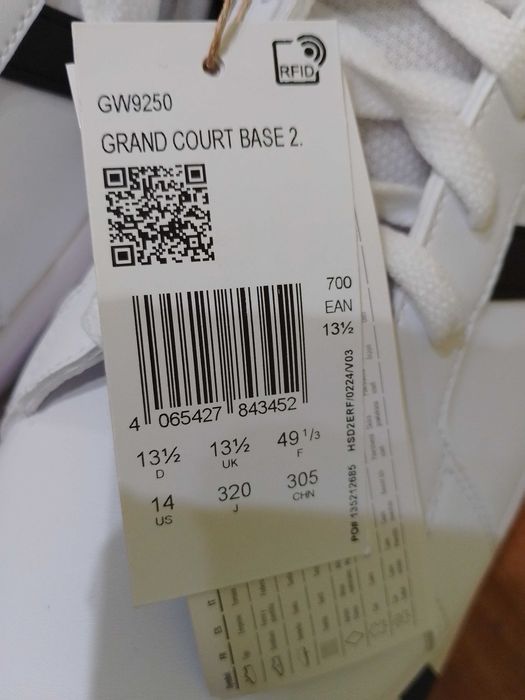 RFID
GW9250
GRAND COURT BASE 2.
700
EAN
13½
4 065427 843452
13½ 13½ 49 1/3
D UK F
14 320 305
US J CHN
PO# 135212685 HSD2ERF/0224/V03